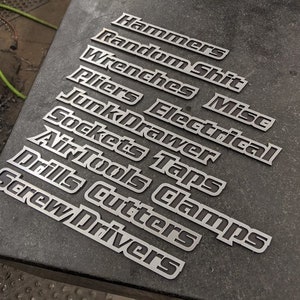 Hammers
Random Shit
Wrenches
Pliers
Misc
Junk Drawer
Electrical
Sockets
Air Tools
Taps
Drills
Cutters
Clamps
Screw Drivers